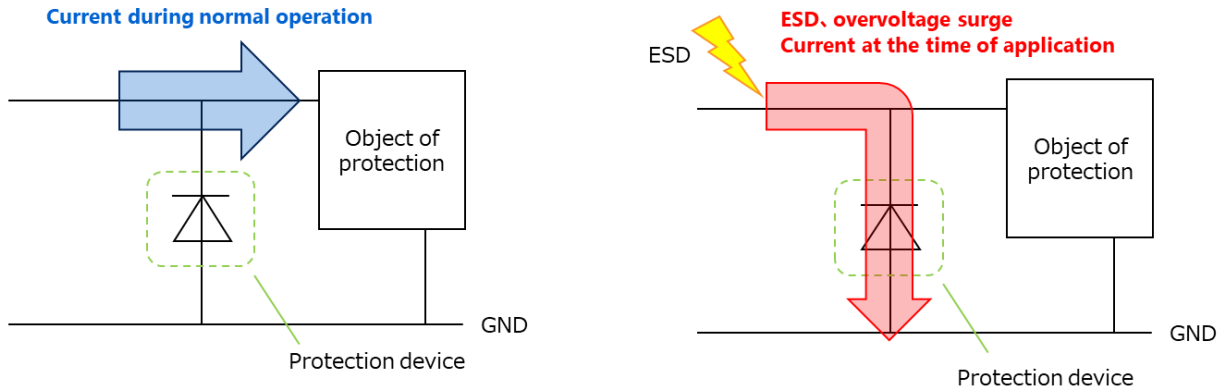 Current during normal operation
Object of
protection
GND
Protection device
ESD、overvoltage surge
Current at the time of application
ESD
Object of
protection
GND
Protection device